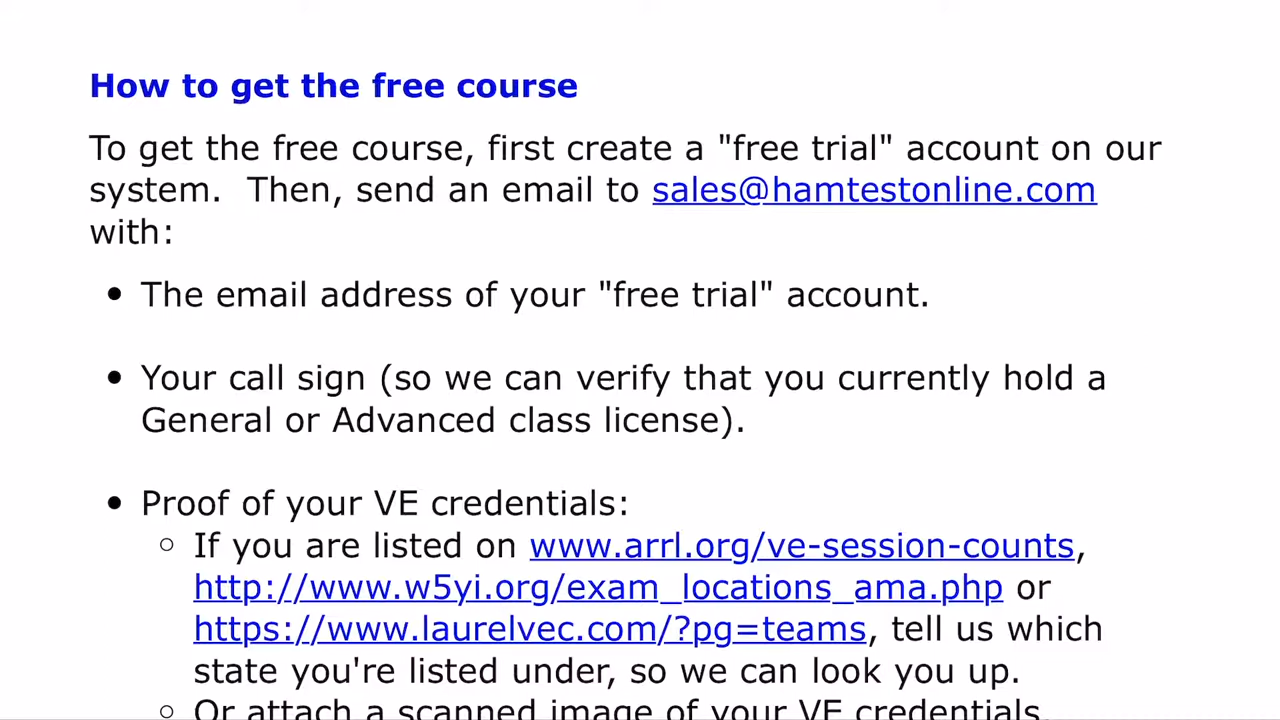 How to get the free course
To get the free course, first create a "free trial" account on our
system.  Then, send an email to sales@hamtestonline.com
with:
• The email address of your "free trial" account.
• Your call sign (so we can verify that you currently hold a
General or Advanced class license).
• Proof of your VE credentials:
○ If you are listed on www.arrl.org/ve-session-counts,
http://www.w5yi.org/exam_locations_ama.php or
https://www.laurelvec.com/?pg=teams, tell us which
state you're listed under, so we can look you up.
○ Or attach a scanned image of your VE credentials.